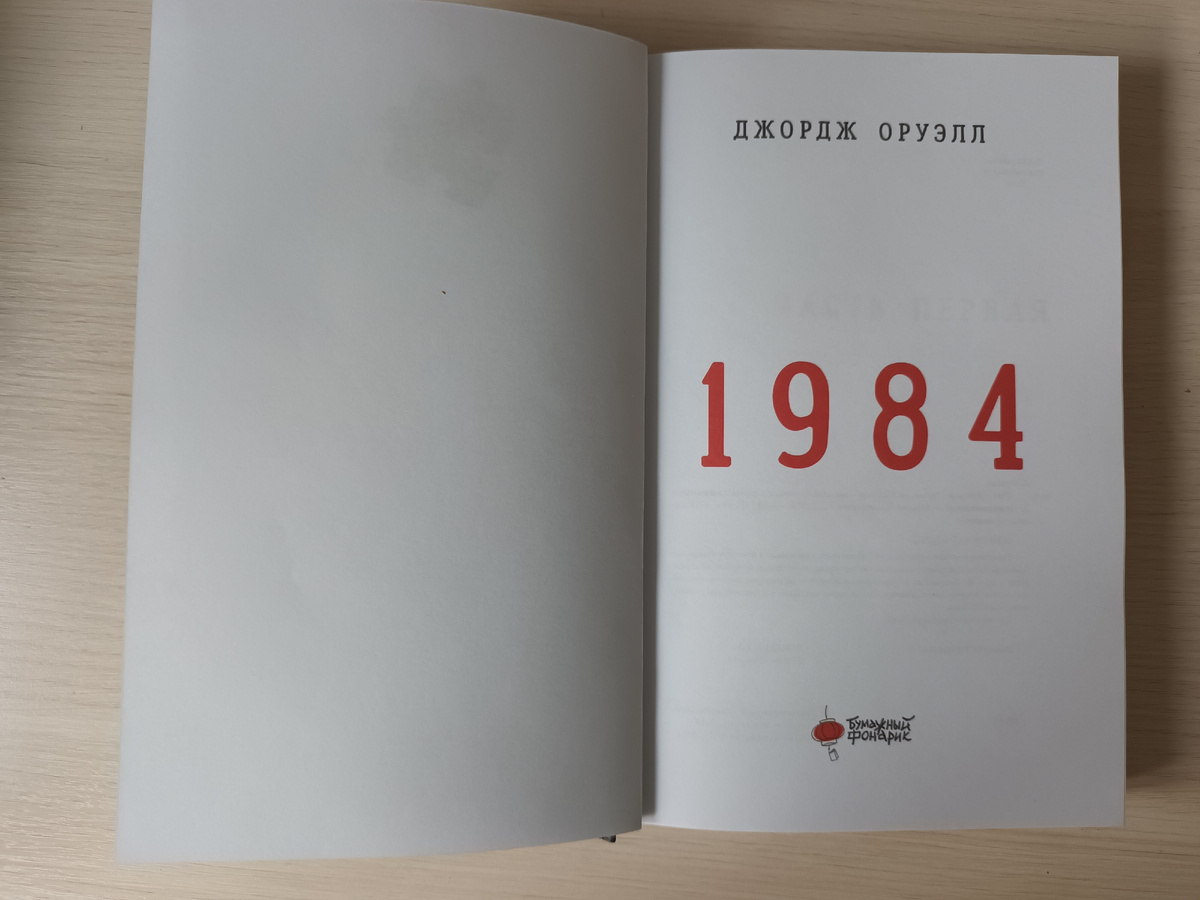 ДЖОРДЖ ОРУЭЛЛ
1984
Бумажный
фонарик